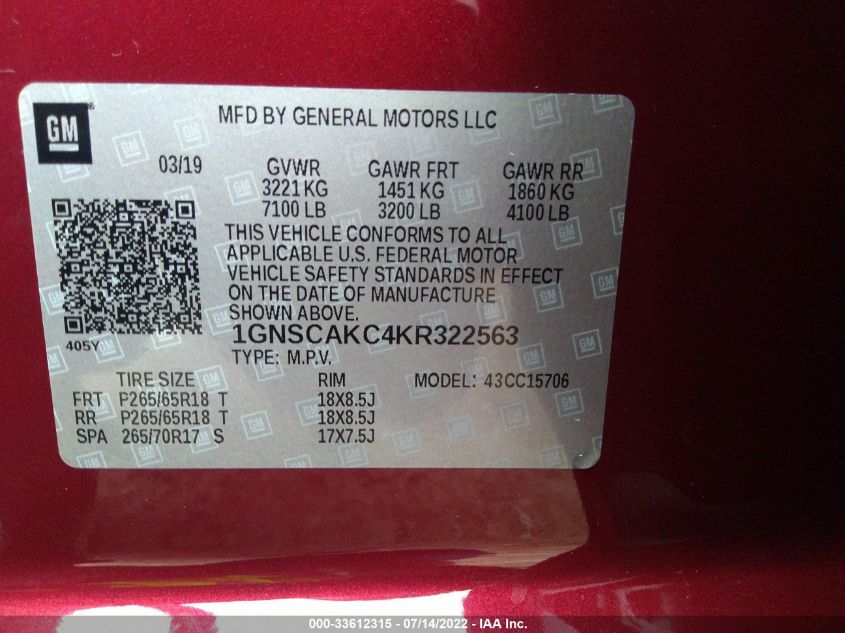 GM
MFD BY GENERAL MOTORS LLC
03/19 GVWR GAWR FRT GAWR RR
3221 KG 1451 KG 1860 KG
7100 LB 3200 LB 4100 LB
THIS VEHICLE CONFORMS TO ALL
APPLICABLE U.S. FEDERAL MOTOR
VEHICLE SAFETY STANDARDS IN EFFECT
ON THE DATE OF MANUFACTURE
SHOWN ABOVE.
1GNSCAKC4KR322563
405Y
TYPE: M.P.V.
TIRE SIZE RIM MODEL: 43CC15706
FRT P265/65R18 T 18X8.5J
RR P265/65R18 T 18X8.5J
SPA 265/70R17 S 17X7.5J
000-33612315 - 07/14/2022 - IAA Inc.